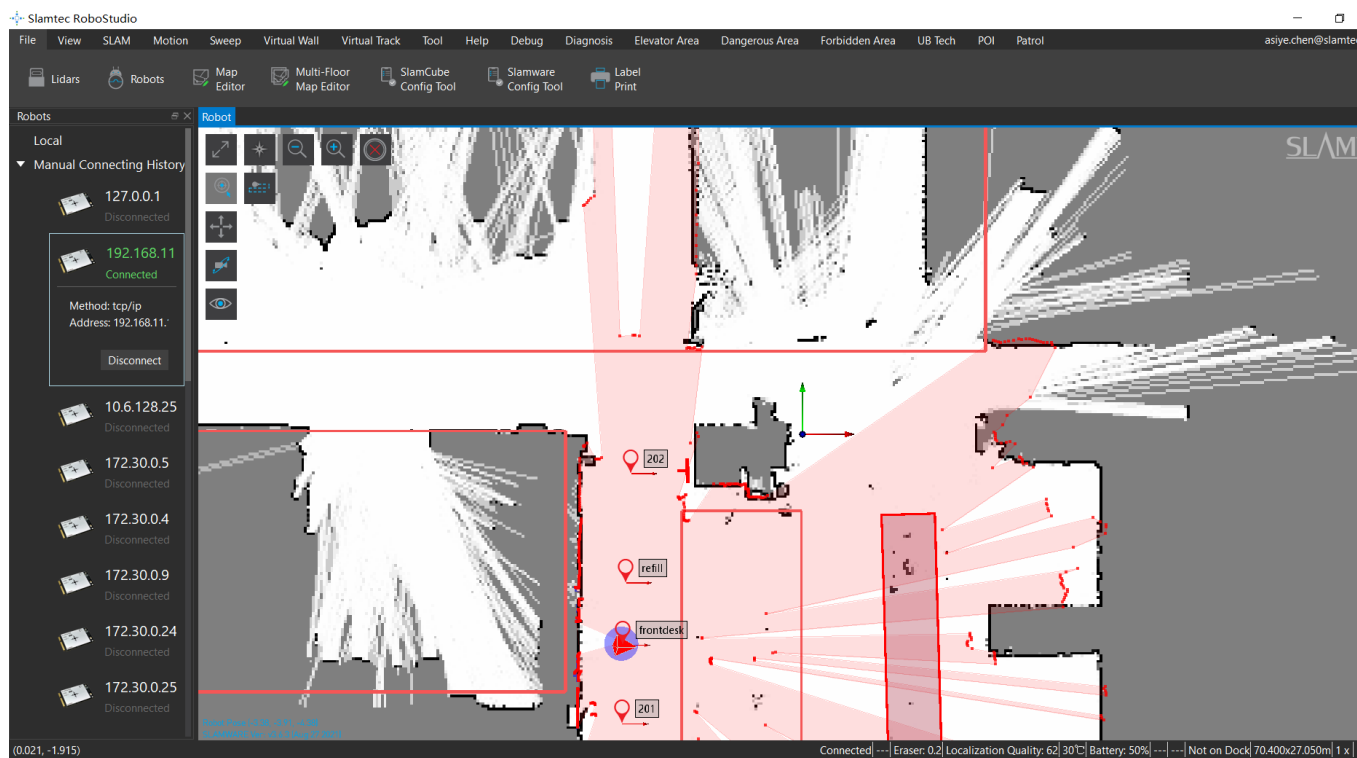 Slamtec RoboStudio
File View SLAM Motion Sweep Virtual Wall Virtual Track Tool Help Debug Diagnosis Elevator Area Dangerous Area Forbidden Area UB Tech POI Patrol asiye.chen@slamte
Lidars
Robots
Map
Editor
Multi-Floor
Map Editor
SlamCube
Config Tool
Slamware
Config Tool
Label
Print
Robots
Robot
Local
Manual Connecting History
127.0.0.1
Disconnected
192.168.11
Connected
Method: tcp/ip
Address: 192.168.11.
Disconnect
10.6.128.25
Disconnected
172.30.0.5
Disconnected
172.30.0.4
Disconnected
172.30.0.9
Disconnected
172.30.0.24
Disconnected
172.30.0.25
Disconnected
SLAM
202
refill
frontdesk
201
(0.021, -1.915)
Connected --- Eraser: 0.2 Localization Quality: 62 30℃ Battery: 50% --- --- Not on Dock 70.400x27.050m 1 x